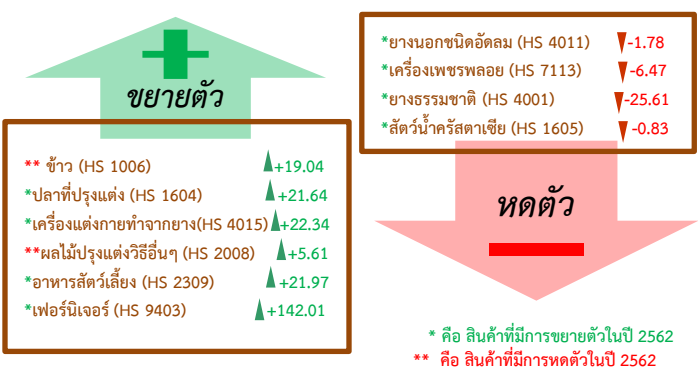 ขยายตัว
** ข้าว (HS 1006) +19.04
*ปลาที่ปรุงแต่ง (HS 1604) +21.64
*เครื่องแต่งกายทำจากยาง(HS 4015) +22.34
**ผลไม้ปรุงแต่งวิธีอื่นๆ (HS 2008) +5.61
*อาหารสัตว์เลี้ยง (HS 2309) +21.97
*เฟอร์นิเจอร์ (HS 9403) +142.01
*ยางนอกชนิดอัดลม (HS 4011) -1.78
*เครื่องเพชรพลอย (HS 7113) -6.47
*ยางธรรมชาติ (HS 4001) -25.61
*สัตว์น้ำครัสตาเซีย (HS 1605) -0.83
หดตัว
* คือ สินค้าที่มีการขยายตัวในปี 2562
** คือ สินค้าที่มีการหดตัวในปี 2562